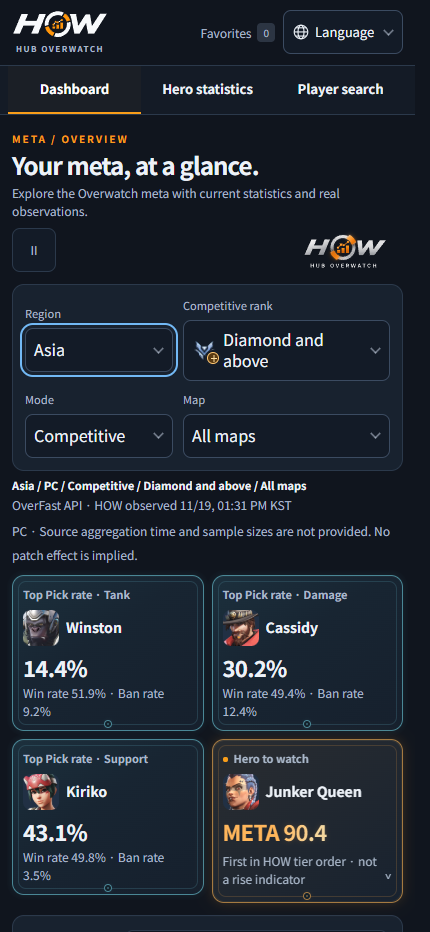 HOW
HUB OVERWATCH
Favorites 0
Language
Dashboard
Hero statistics
Player search
META / OVERVIEW
Your meta, at a glance.
Explore the Overwatch meta with current statistics and real
observations.
HOW
HUB OVERWATCH
Region
Asia
Competitive rank
Diamond and
above
Mode
Competitive
Map
All maps
Asia / PC / Competitive / Diamond and above / All maps
OverFast API · HOW observed 11/19, 01:31 PM KST
PC · Source aggregation time and sample sizes are not provided. No
patch effect is implied.
Top Pick rate · Tank
Winston
14.4%
Win rate 51.9% · Ban rate
9.2%
Top Pick rate · Damage
Cassidy
30.2%
Win rate 49.4% · Ban rate
12.4%
Top Pick rate · Support
Kiriko
43.1%
Win rate 49.8% · Ban rate
3.5%
Hero to watch
Junker Queen
META 90.4
First in HOW tier order · not
a rise indicator